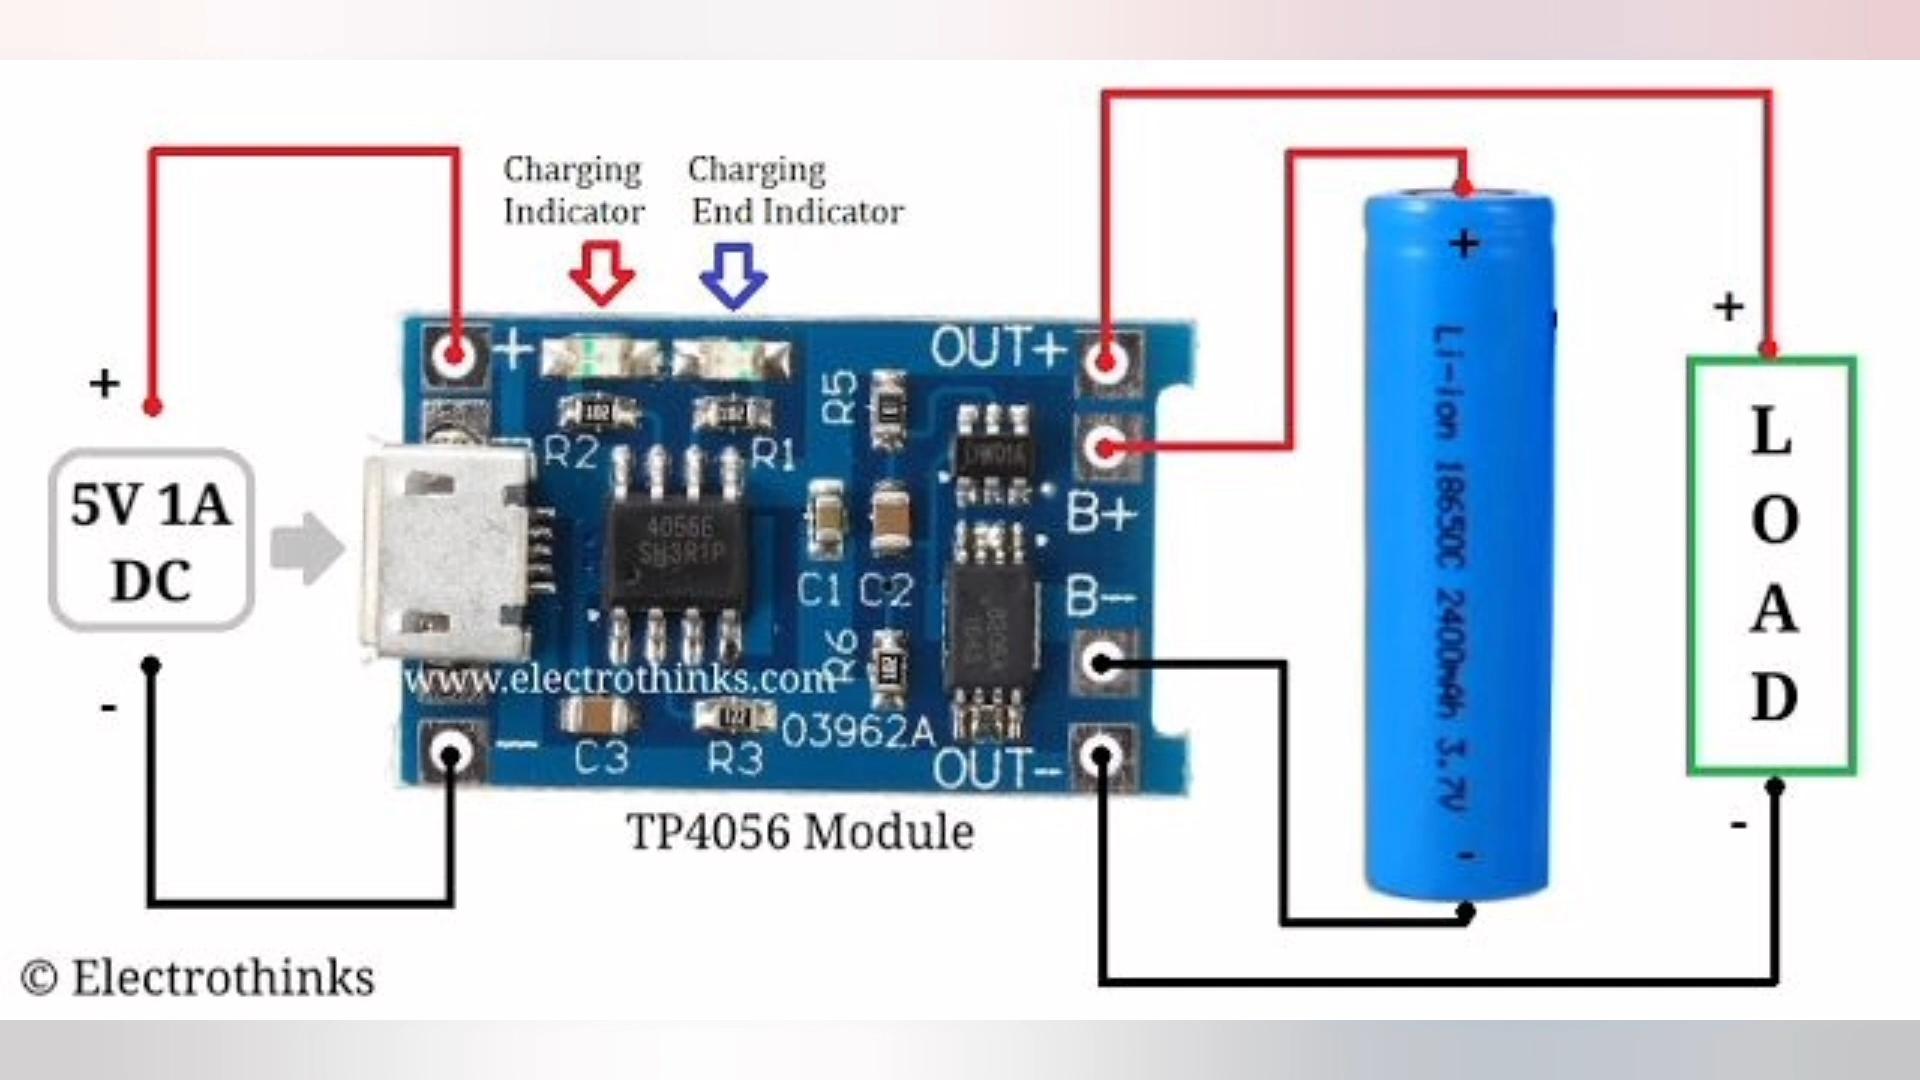 Charging
Indicator
Charging
End Indicator
+
OUT+
+
+
+
R5
R2
R1
B+
5V 1A
DC
4056E
C1 C2
B-
R6
www.electrothinks.com
-
-
03962A
C3
R3
OUT-
TP4056 Module
Li-ion 18650C 2400mAh 3.7V
-
L
O
A
D
-
© Electrothinks